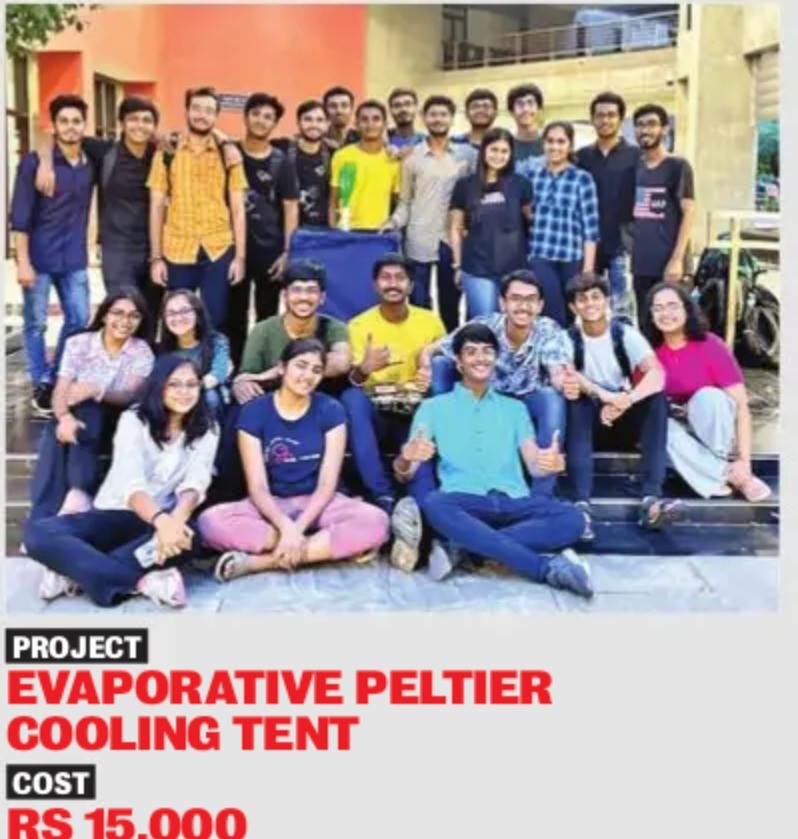 PROJECT
EVAPORATIVE PELTIER
COOLING TENT
COST
RS 15,000